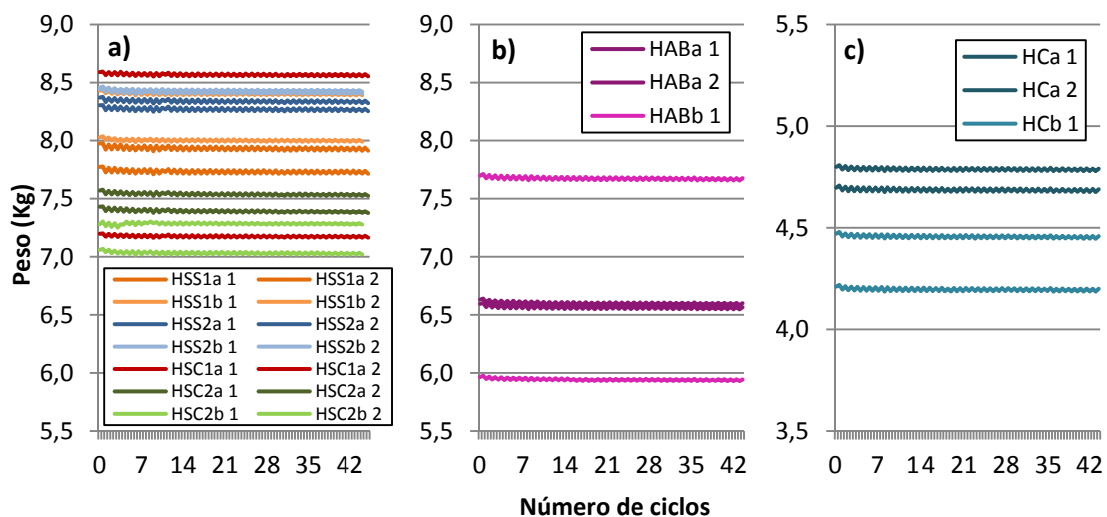 a)
9,0
8,5
8,0
7,5
7,0
6,5
6,0
5,5
Peso (Kg)
HSS1a 1 HSS1a 2
HSS1b 1 HSS1b 2
HSS2a 1 HSS2a 2
HSS2b 1 HSS2b 2
HSC1a 1 HSC1a 2
HSC2a 1 HSC2a 2
HSC2b 1 HSC2b 2
0 7 14 21 28 35 42
b)
9,0
8,5
8,0
7,5
7,0
6,5
6,0
5,5
HABa 1
HABa 2
HABb 1
0 7 14 21 28 35 42
c)
5,5
5,0
4,5
4,0
3,5
HCa 1
HCa 2
HCb 1
0 7 14 21 28 35 42
Número de ciclos